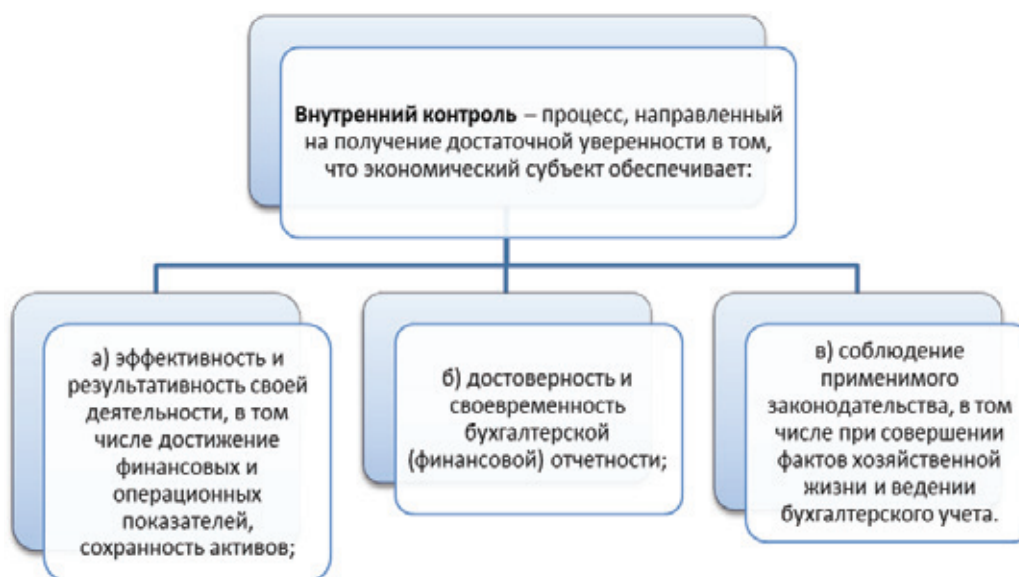 Внутренний контроль – процесс, направленный
на получение достаточной уверенности в том,
что экономический субъект обеспечивает:
а) эффективность и
результативность своей
деятельности, в том
числе достижение
финансовых и
операционных
показателей,
сохранность активов;
б) достоверность и
своевременность
бухгалтерской
(финансовой) отчетности;
в) соблюдение
применимого
законодательства, в том
числе при совершении
фактов хозяйственной
жизни и ведении
бухгалтерского учета.